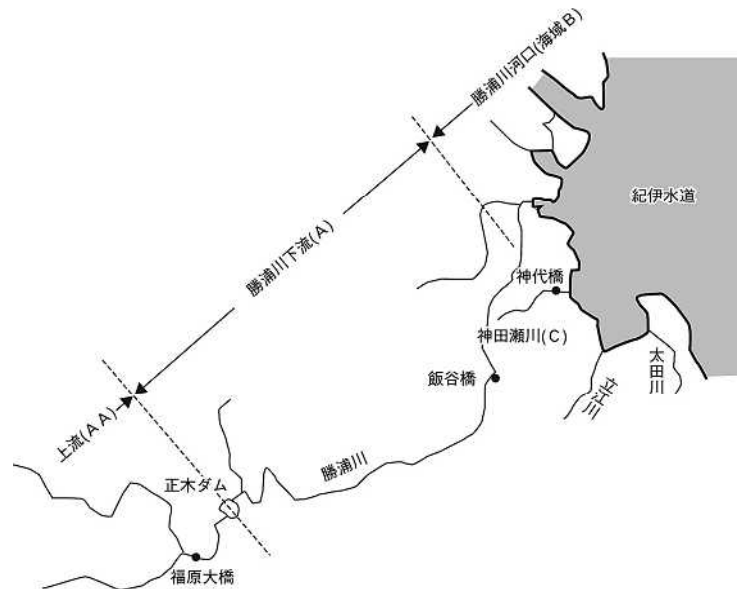 勝浦川河口(海域B)
紀伊水道
勝浦川下流(A)
神代橋
神田瀬川(C)
飯谷橋
太田川
立江川
上流(AA)
勝浦川
正木ダム
福原大橋